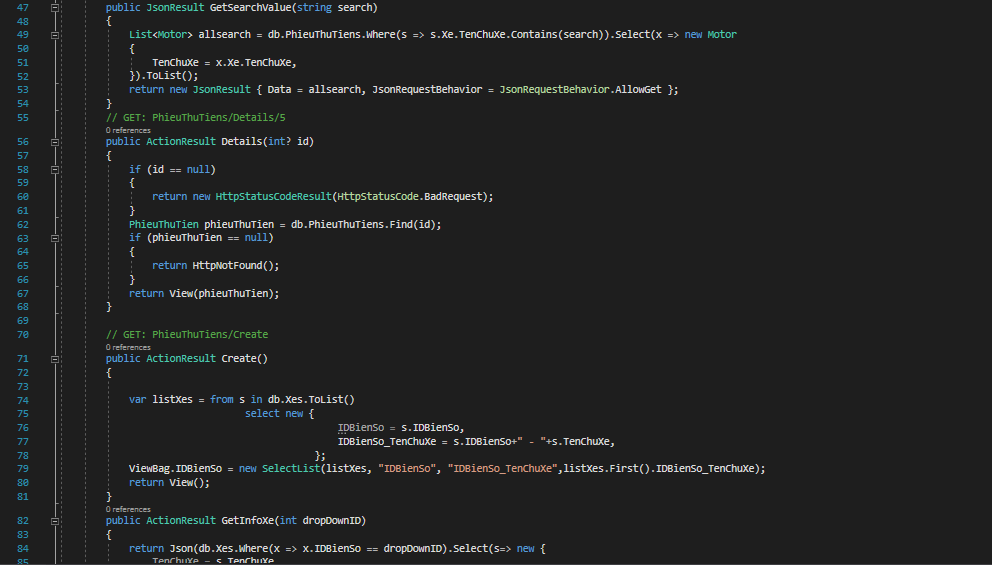 47 public JsonResult GetSearchValue(string search)
48 {
49 List<Motor> allsearch = db.PhieuThuTiens.Where(s => s.Xe.TenChuXe.Contains(search)).Select(x => new Motor
50 {
51 TenChuXe = x.Xe.TenChuXe,
52 }).ToList();
53 return new JsonResult { Data = allsearch, JsonRequestBehavior = JsonRequestBehavior.AllowGet };
54 }
55 // GET: PhieuThuTiens/Details/5
0 references
56 public ActionResult Details(int? id)
57 {
58 if (id == null)
59 {
60 return new HttpStatusCodeResult(HttpStatusCode.BadRequest);
61 }
62 PhieuThuTien phieuThuTien = db.PhieuThuTiens.Find(id);
63 if (phieuThuTien == null)
64 {
65 return HttpNotFound();
66 }
67 return View(phieuThuTien);
68 }
69
70 // GET: PhieuThuTiens/Create
0 references
71 public ActionResult Create()
72 {
73
74 var listXes = from s in db.Xes.ToList()
75 select new {
76 IDBienSo = s.IDBienSo,
77 IDBienSo_TenChuXe = s.IDBienSo+" - "+s.TenChuXe,
78 };
79 ViewBag.IDBienSo = new SelectList(listXes, "IDBienSo", "IDBienSo_TenChuXe",listXes.First().IDBienSo_TenChuXe);
80 return View();
81 }
0 references
82 public ActionResult GetInfoXe(int dropDownID)
83 {
84 return Json(db.Xes.Where(x => x.IDBienSo == dropDownID).Select(s=> new {
85 TenChuXe = s.TenChuXe